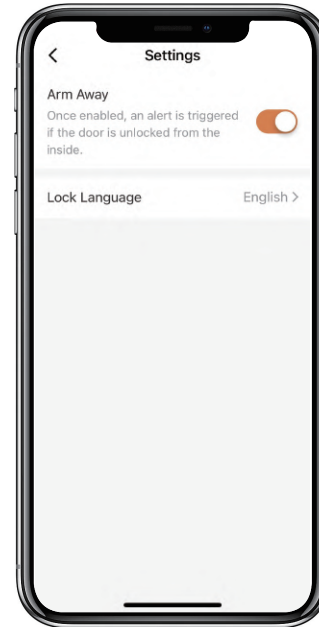 Settings
Arm Away
Once enabled, an alert is triggered
if the door is unlocked from the
inside.
Lock Language
English >